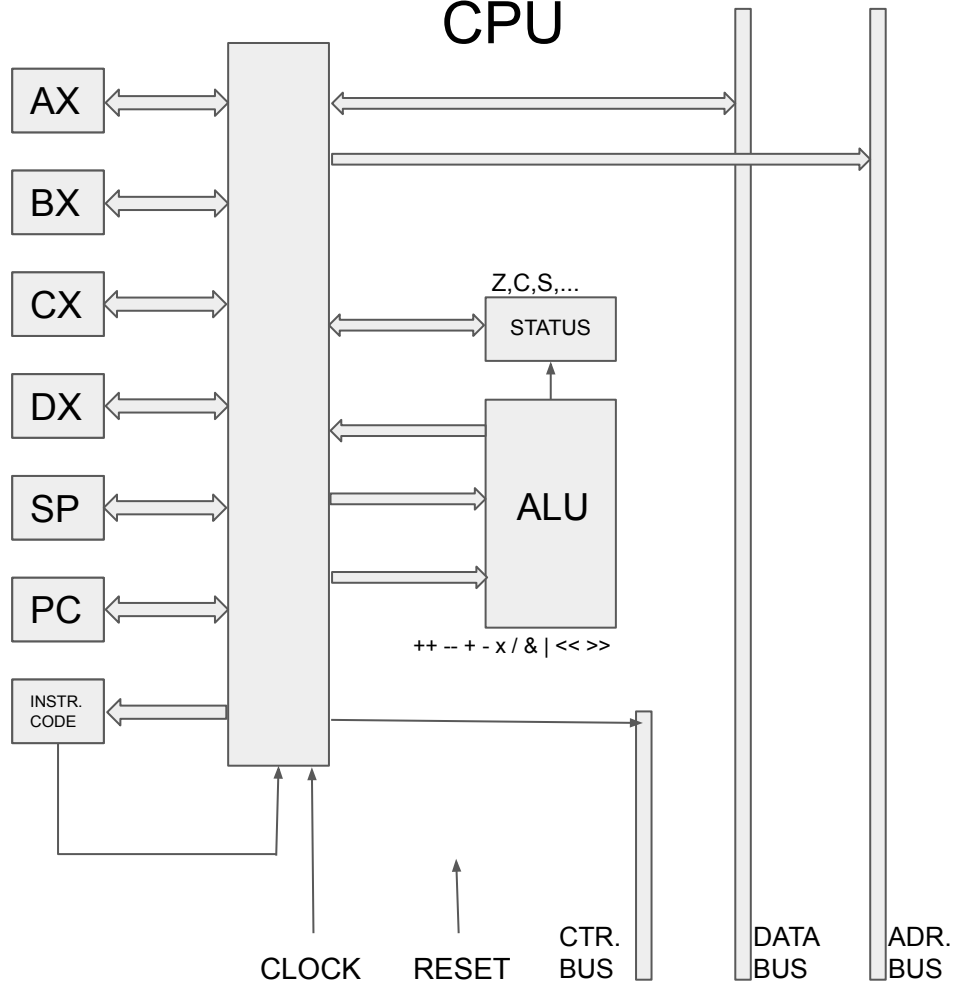 CPU
AX
BX
CX
DX
SP
PC
INSTR.
CODE
Z,C,S,...
STATUS
ALU
++ -- + - x / & | << >>
CLOCK
RESET
CTR.
BUS
DATA
BUS
ADR.
BUS